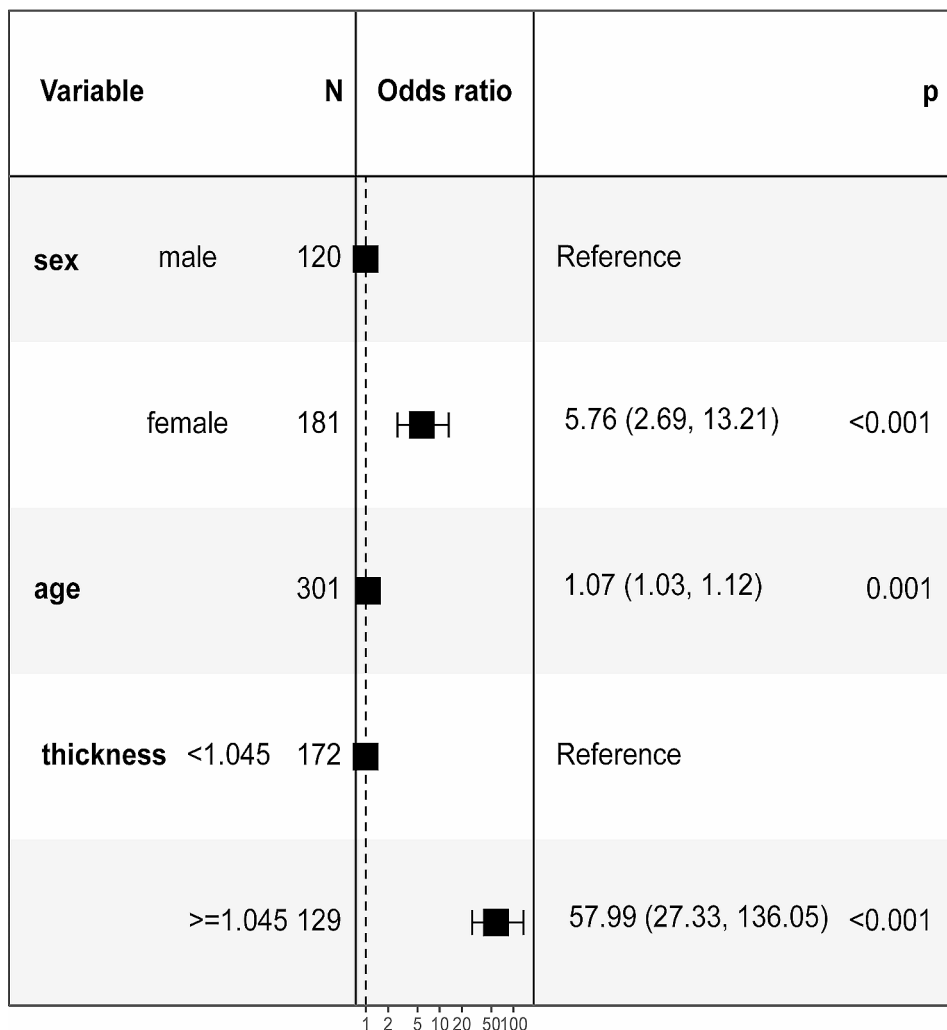 Variable N Odds ratio p
sex male 120 Reference
female 181 5.76 (2.69, 13.21) <0.001
age 301 1.07 (1.03, 1.12) 0.001
thickness <1.045 172 Reference
>=1.045 129 57.99 (27.33, 136.05) <0.001
1 2 5 10 20 50 100